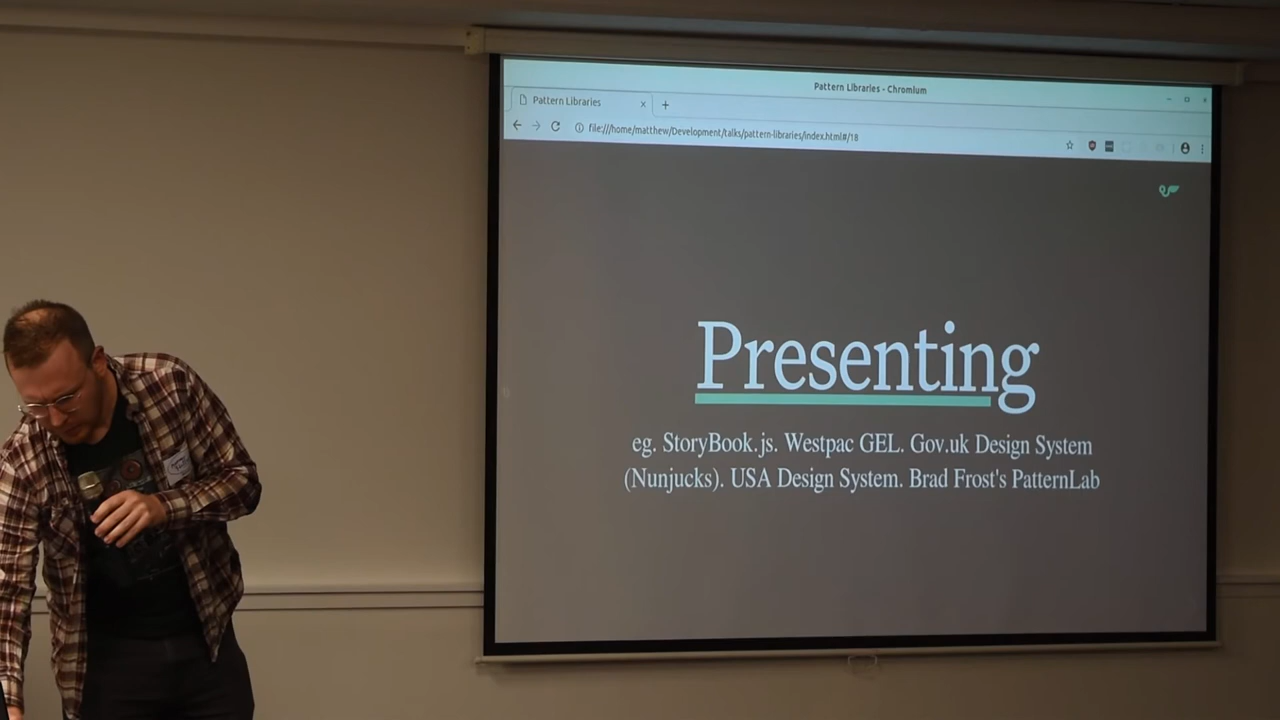 Pattern Libraries - Chromium
Pattern Libraries
file:///home/matthew/Development/talks/pattern-libraries/index.html#/18
Presenting
eg. StoryBook.js. Westpac GEL. Gov.uk Design System
(Nunjucks). USA Design System. Brad Frost's PatternLab